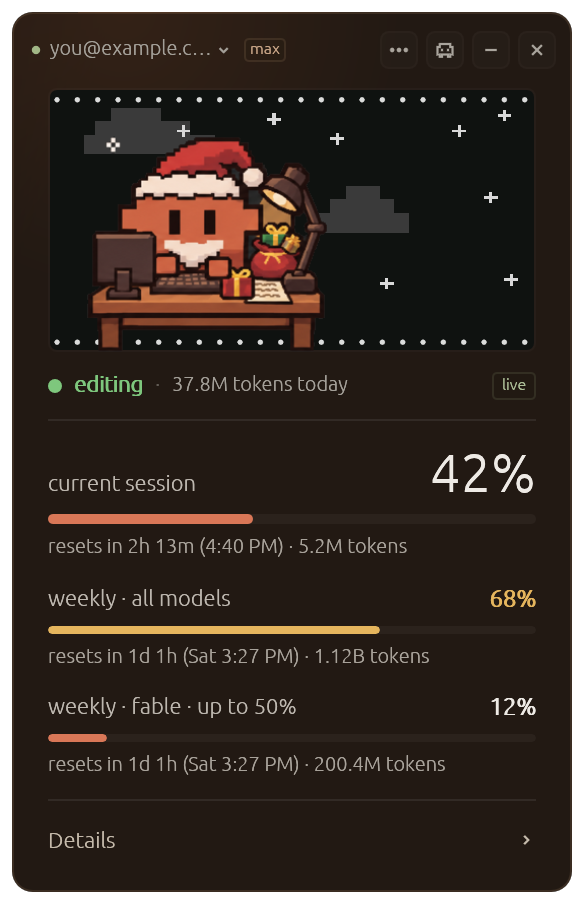 you@example.c… max
editing · 37.8M tokens today live
current session 42%
resets in 2h 13m (4:40 PM) · 5.2M tokens
weekly · all models 68%
resets in 1d 1h (Sat 3:27 PM) · 1.12B tokens
weekly · fable · up to 50% 12%
resets in 1d 1h (Sat 3:27 PM) · 200.4M tokens
Details